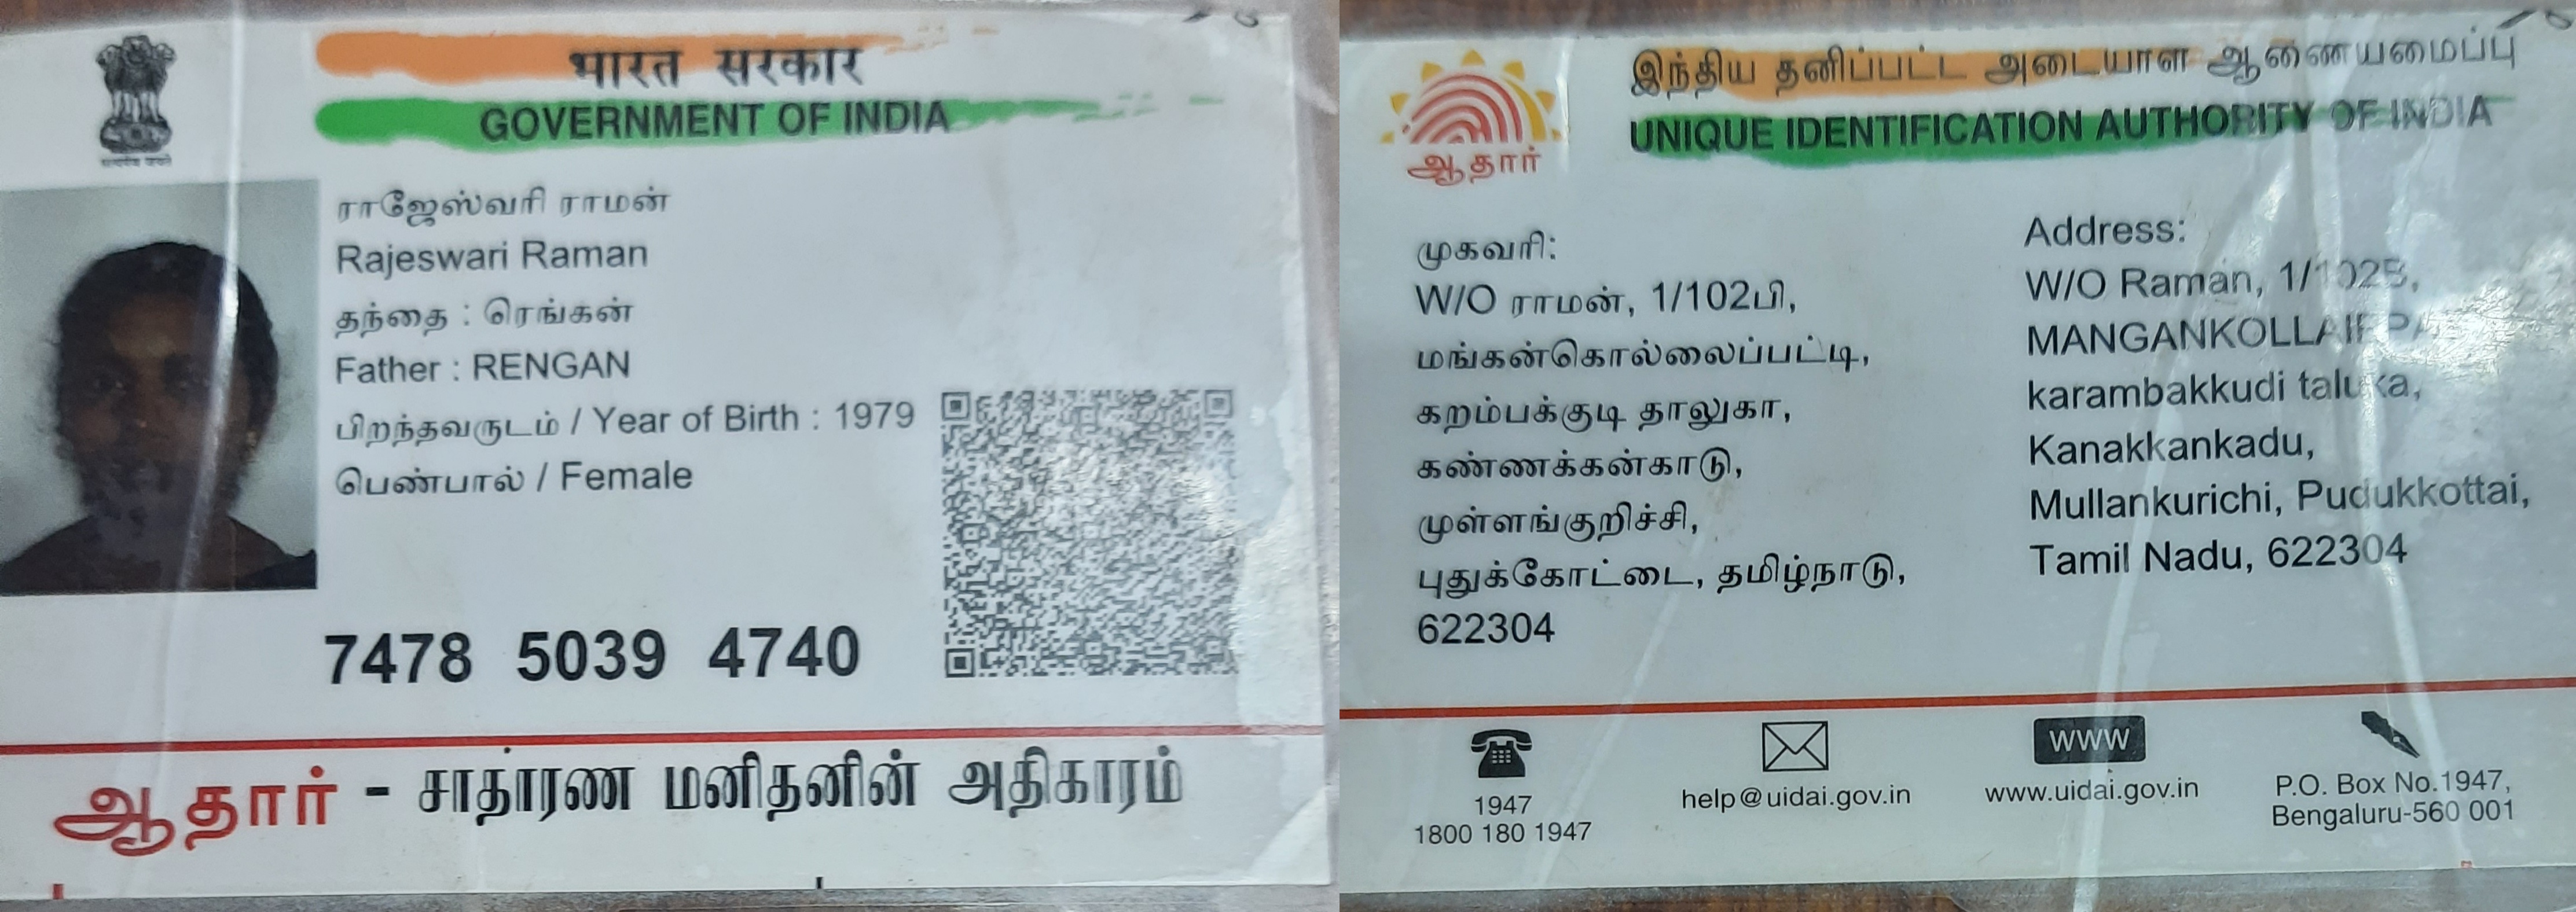 भारत सरकार
GOVERNMENT OF INDIA
ராஜேஸ்வரி ராமன்
Rajeswari Raman
தந்தை : ரெங்கன்
Father : RENGAN
பிறந்தவருடம் / Year of Birth : 1979
பெண்பால் / Female
7478 5039 4740
ஆதார் - சாதாரண மனிதனின் அதிகாரம்
இந்திய தனிப்பட்ட அடையாள ஆணையமைப்பு
UNIQUE IDENTIFICATION AUTHORITY OF INDIA
ஆதார்
முகவரி:
W/O ராமன், 1/102பி,
மங்கன்கொல்லைப்பட்டி,
கறம்பக்குடி தாலுகா,
கண்ணக்கன்காடு,
முள்ளங்குறிச்சி,
புதுக்கோட்டை, தமிழ்நாடு,
622304
Address:
W/O Raman, 1/102B,
karambakkudi taluka,
Kanakkankadu,
Mullankurichi, Pudukkottai,
Tamil Nadu, 622304
1947
1800 180 1947
help@uidai.gov.in
www
www.uidai.gov.in
P.O. Box No.1947,
Bengaluru-560 001